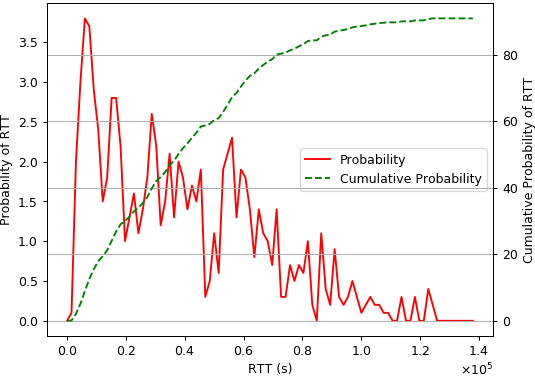 3.5
3.0
2.5
2.0
1.5
1.0
0.5
0.0
Probability of RTT
80
60
40
20
0
Cumulative Probability of RTT
Probability
Cumulative Probability
0.0 0.2 0.4 0.6 0.8 1.0 1.2 1.4
RTT (s)
×10⁵